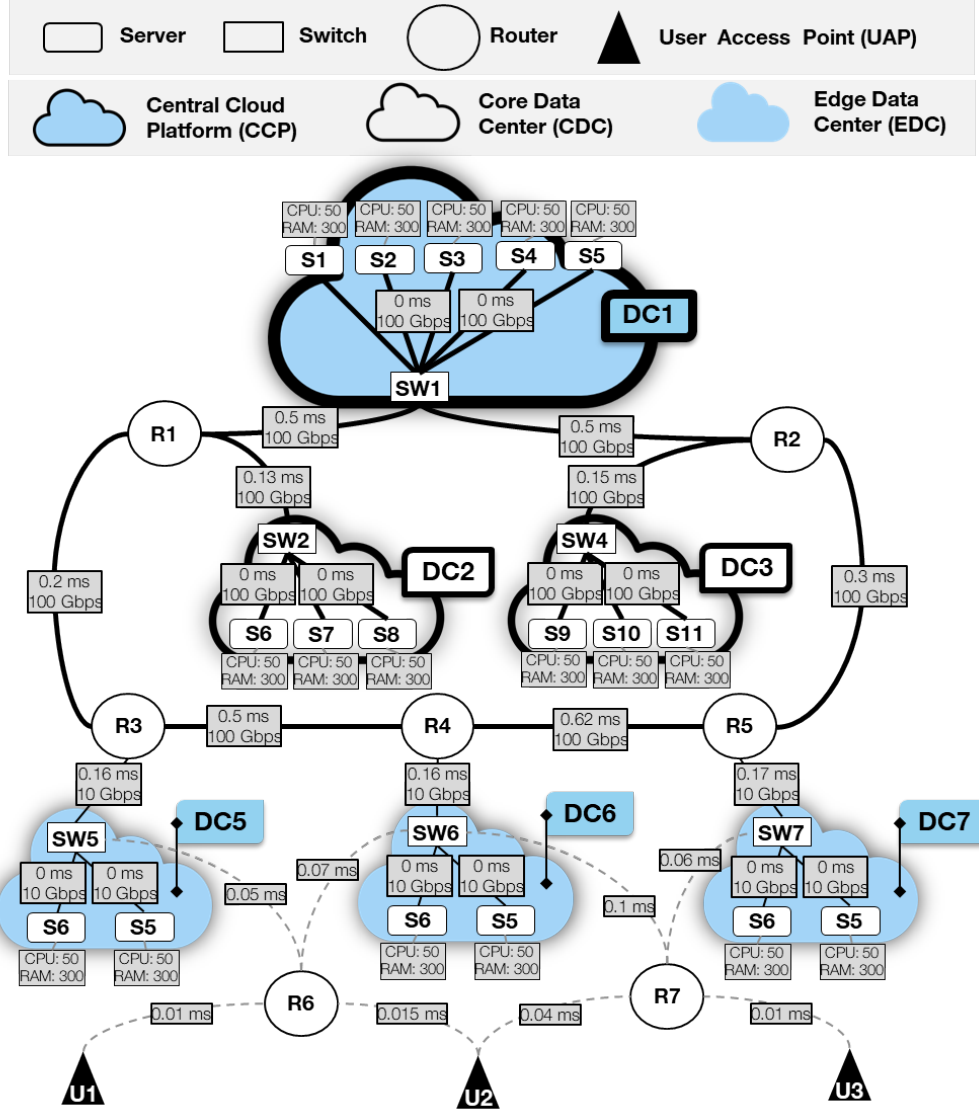 Server
Switch
Router
User Access Point (UAP)
Central Cloud
Platform (CCP)
Core Data
Center (CDC)
Edge Data
Center (EDC)
CPU: 50
RAM: 300
CPU: 50
RAM: 300
CPU: 50
RAM: 300
CPU: 50
RAM: 300
CPU: 50
RAM: 300
S1
S2
S3
S4
S5
0 ms
100 Gbps
0 ms
100 Gbps
DC1
SW1
R1
0.5 ms
100 Gbps
0.5 ms
100 Gbps
R2
0.13 ms
100 Gbps
0.15 ms
100 Gbps
SW2
SW4
DC2
DC3
0 ms
100 Gbps
0 ms
100 Gbps
0 ms
100 Gbps
0 ms
100 Gbps
0.2 ms
100 Gbps
0.3 ms
100 Gbps
S6
S7
S8
S9
S10
S11
CPU: 50
RAM: 300
CPU: 50
RAM: 300
CPU: 50
RAM: 300
CPU: 50
RAM: 300
CPU: 50
RAM: 300
CPU: 50
RAM: 300
R3
0.5 ms
100 Gbps
R4
0.62 ms
100 Gbps
R5
0.16 ms
10 Gbps
0.16 ms
10 Gbps
0.17 ms
10 Gbps
DC5
DC6
DC7
SW5
SW6
SW7
0 ms
10 Gbps
0 ms
10 Gbps
0.05 ms
0.07 ms
0 ms
10 Gbps
0 ms
10 Gbps
0.1 ms
0.06 ms
0 ms
10 Gbps
0 ms
10 Gbps
S6
S5
S6
S5
S6
S5
CPU: 50
RAM: 300
CPU: 50
RAM: 300
CPU: 50
RAM: 300
CPU: 50
RAM: 300
CPU: 50
RAM: 300
CPU: 50
RAM: 300
R6
R7
0.01 ms
0.015 ms
0.04 ms
0.01 ms
U1
U2
U3